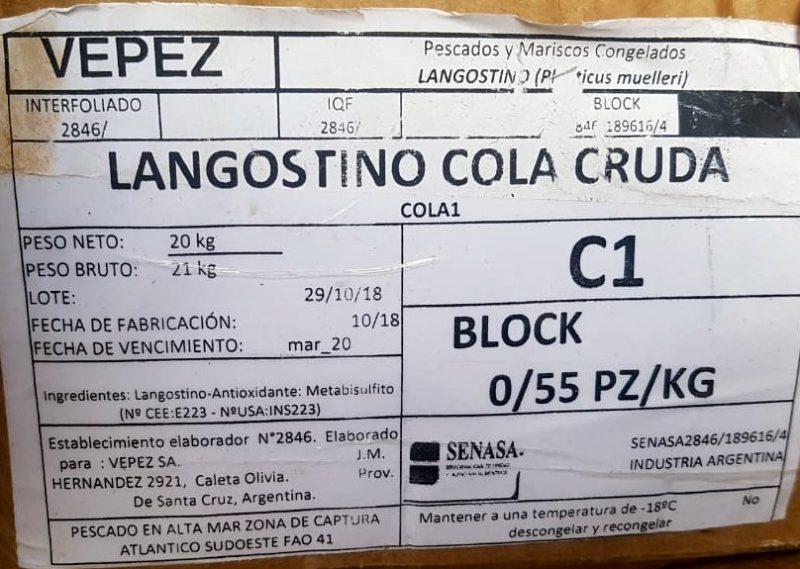 VEPEZ
Pescados y Mariscos Congelados
LANGOSTINO muelleri)
INTERFOLIADO
2846/
IQF
2846/
BLOCK
189616/4
LANGOSTINO COLA CRUDA
COLA1
PESO NETO: 20 kg
PESO BRUTO: 21 kg
LOTE: 29/10/18
FECHA DE FABRICACIÓN: 10/18
FECHA DE VENCIMIENTO: mar_20
C1
BLOCK
0/55 PZ/KG
Ingredientes: Langostino-Antioxidante: Metabisulfito
(Nº CEE:E223 - NºUSA:INS223)
Establecimiento elaborador N°2846. Elaborado
para : VEPEZ SA. J.M.
HERNANDEZ 2921, Caleta Olivia. Prov.
De Santa Cruz, Argentina.
SENASA
SENASA2846/189616/4
INDUSTRIA ARGENTINA
PESCADO EN ALTA MAR ZONA DE CAPTURA
ATLANTICO SUDOESTE FAO 41
Mantener a una temperatura de -18ºC No
descongelar y recongelar